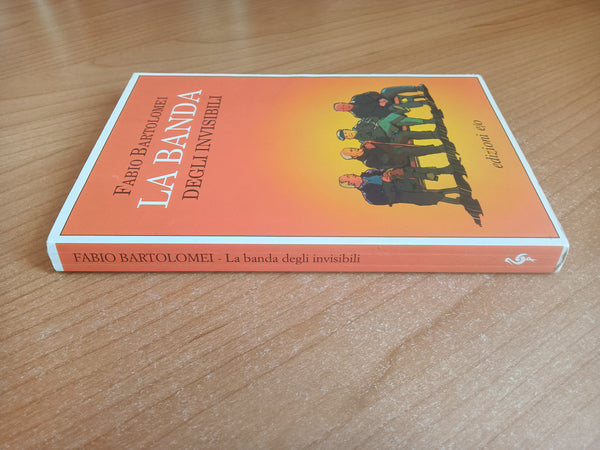 FABIO BARTOLOMEI
LA BANDA
DEGLI INVISIBILI
edizioni e/o
FABIO BARTOLOMEI - La banda degli invisibili